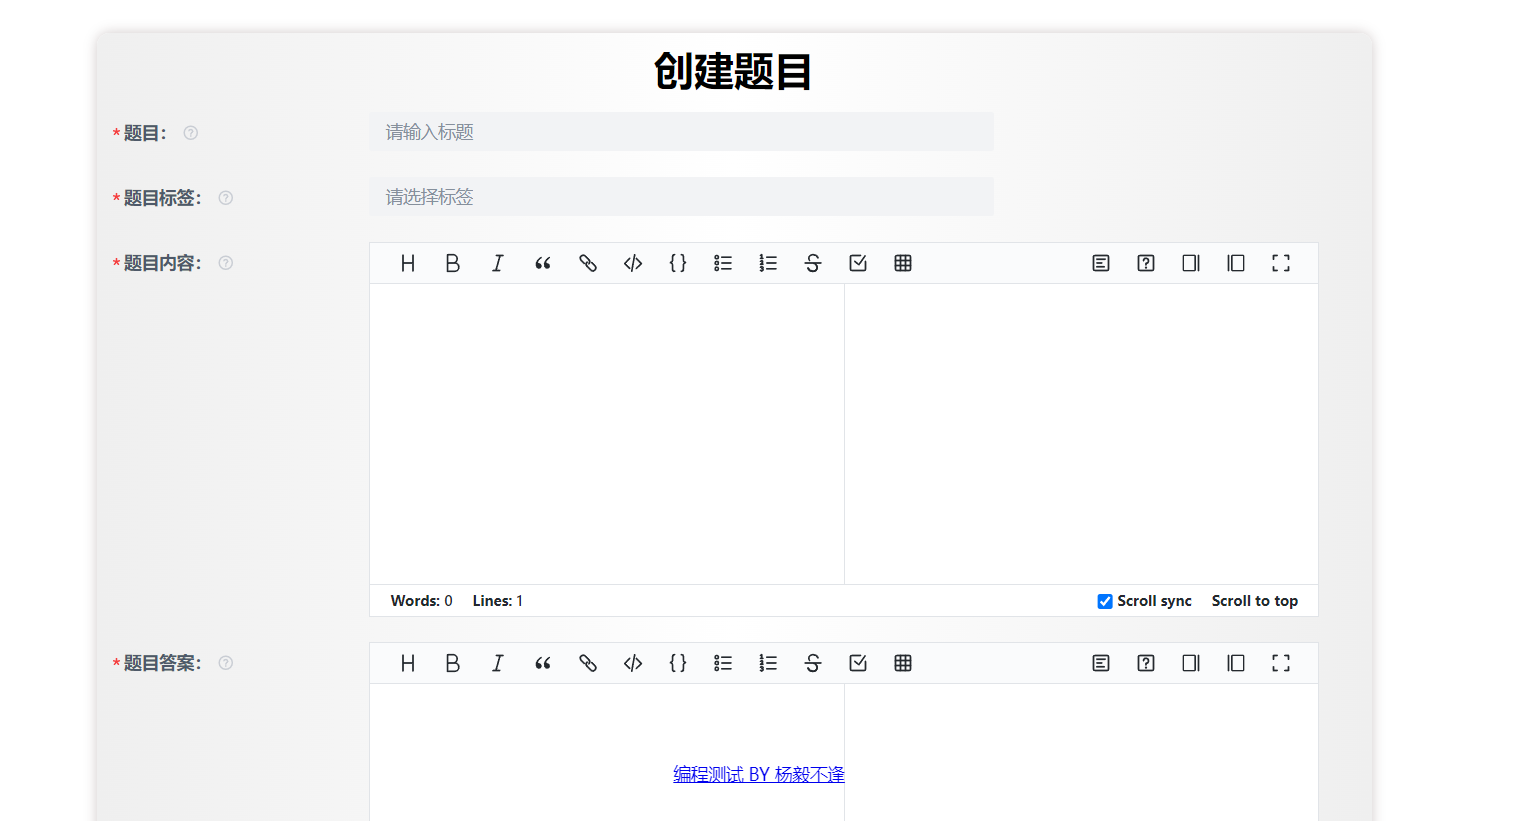 创建题目
*题目：
请输入标题
*题目标签：
请选择标签
*题目内容：
Words: 0 Lines: 1 Scroll sync Scroll to top
*题目答案：
编程测试 BY 杨毅不逢